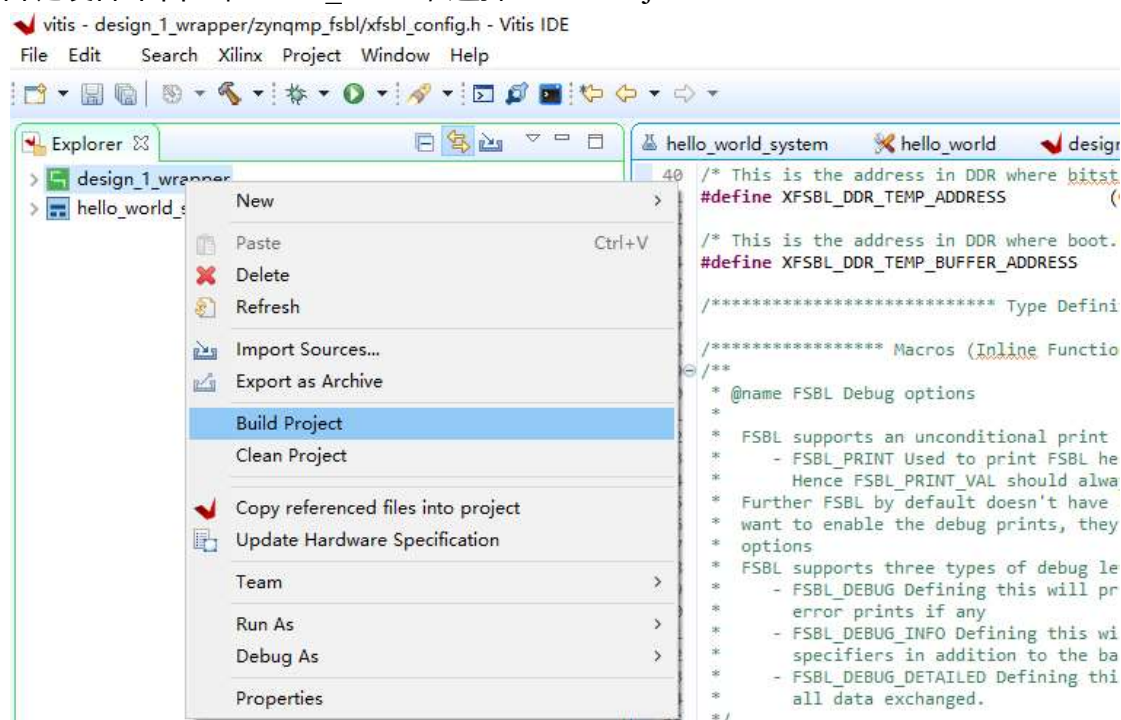 vitis - design_1_wrapper/zynqmp_fsbl/xfsbl_config.h - Vitis IDE
File Edit Search Xilinx Project Window Help
Explorer
design_1_wrapper
hello_world_s
New
Paste Ctrl+V
Delete
Refresh
Import Sources...
Export as Archive
Build Project
Clean Project
Copy referenced files into project
Update Hardware Specification
Team
Run As
Debug As
Properties
hello_world_system hello_world desigr
40 /* This is the address in DDR where bitst
#define XFSBL_DDR_TEMP_ADDRESS (
/* This is the address in DDR where boot.
#define XFSBL_DDR_TEMP_BUFFER_ADDRESS
/**************************** Type Defini
/***************** Macros (Inline Functio
/**
* @name FSBL Debug options
*
* FSBL supports an unconditional print
* - FSBL_PRINT Used to print FSBL he
* Hence FSBL_PRINT_VAL should alwa
* Further FSBL by default doesn't have
* want to enable the debug prints, they
* options
* FSBL supports three types of debug le
* - FSBL_DEBUG Defining this will pr
* error prints if any
* - FSBL_DEBUG_INFO Defining this wi
* specifiers in addition to the ba
* - FSBL_DEBUG_DETAILED Defining thi
* all data exchanged.
*/